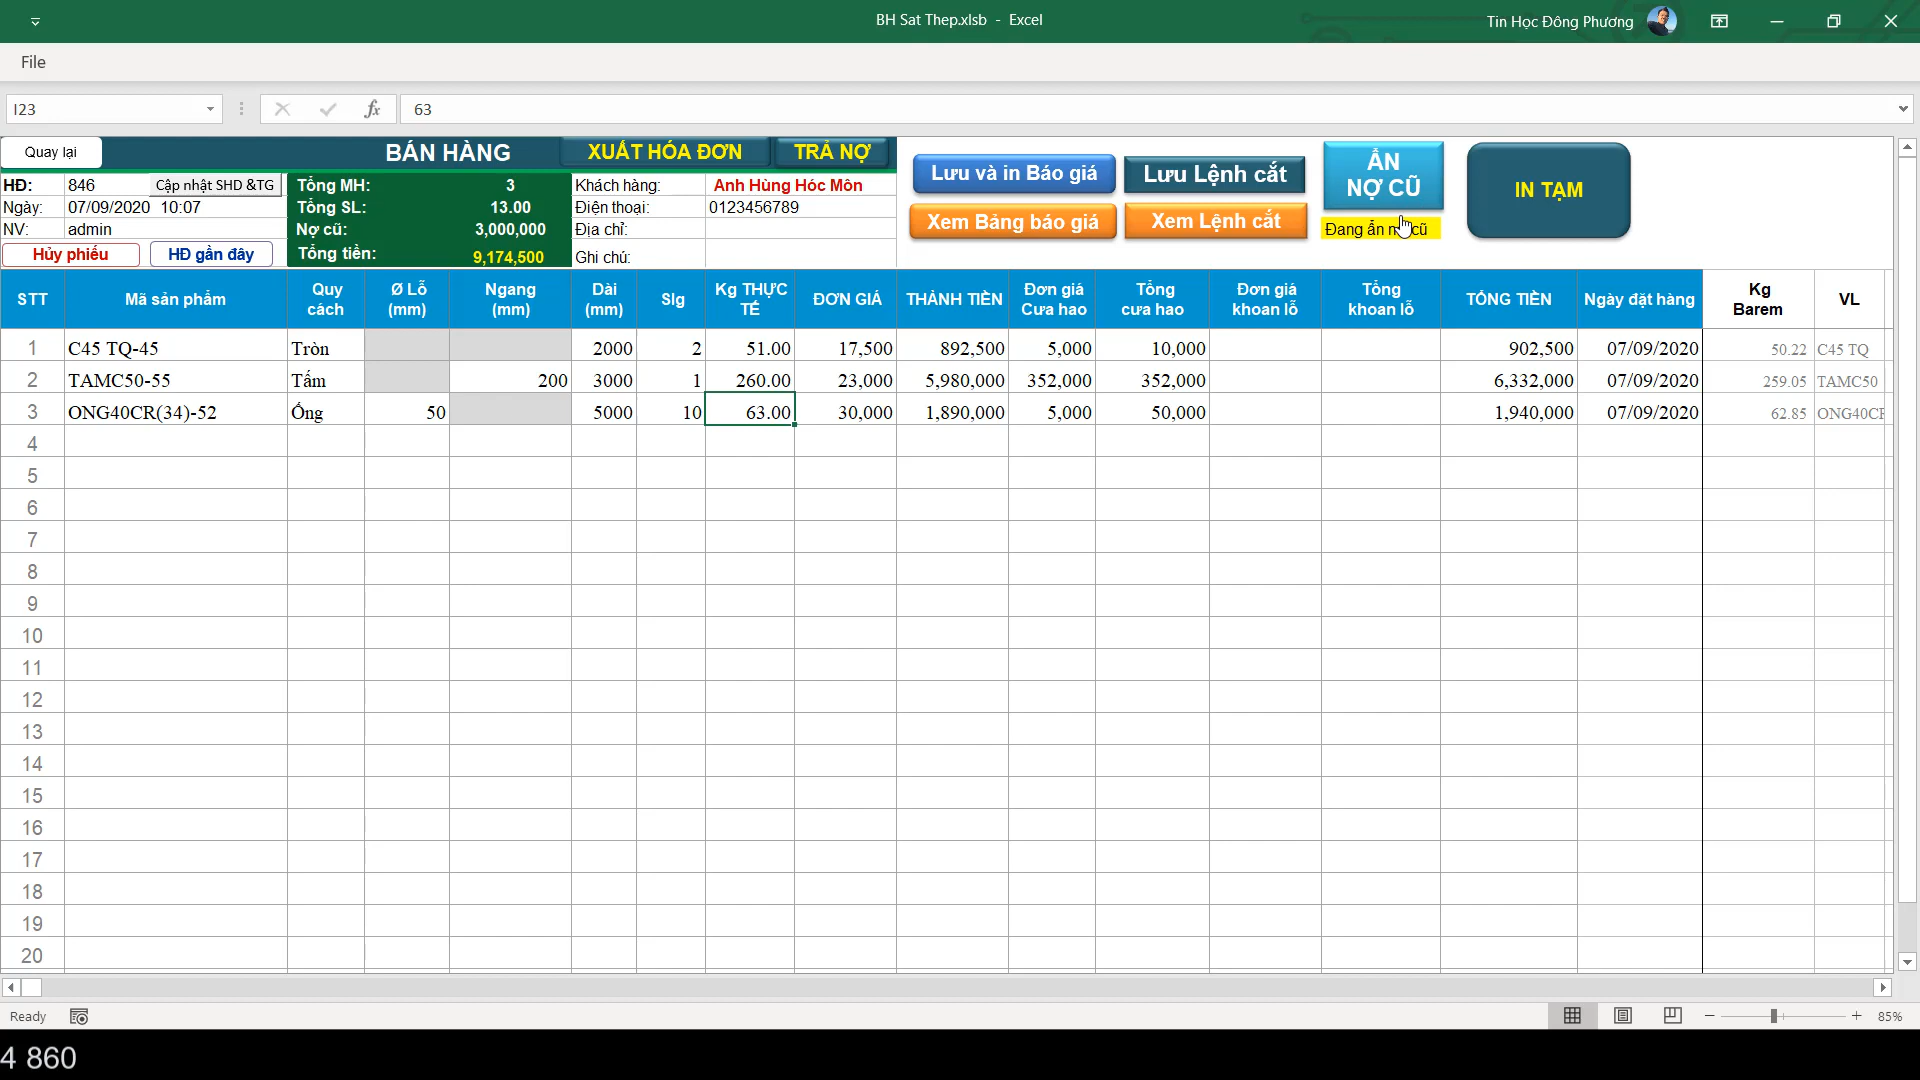 BH Sat Thep.xlsb - Excel
Tin Học Đông Phương
File
I23
fx
63
Quay lại
BÁN HÀNG
XUẤT HÓA ĐƠN
TRẢ NỢ
HĐ: 846 Cập nhật SHD &TG
Ngày: 07/09/2020 10:07
NV: admin
Hủy phiếu HĐ gần đây
Tổng MH: 3
Tổng SL: 13.00
Nợ cũ: 3,000,000
Tổng tiền: 9,174,500
Khách hàng: Anh Hùng Hóc Môn
Điện thoại: 0123456789
Địa chỉ:
Ghi chú:
Lưu và in Báo giá
Lưu Lệnh cắt
Xem Bảng báo giá
Xem Lệnh cắt
ẨN
NỢ CŨ
Đang ẩn cũ
IN TẠM
STT Mã sản phẩm Quy cách Ø Lỗ (mm) Ngang (mm) Dài (mm) Slg Kg THỰC TẾ ĐƠN GIÁ THÀNH TIỀN Đơn giá Cưa hao Tổng cưa hao Đơn giá khoan lỗ Tổng khoan lỗ TỔNG TIỀN Ngày đặt hàng Kg Barem VL
1 C45 TQ-45 Tròn 2000 2 51.00 17,500 892,500 5,000 10,000 902,500 07/09/2020 50.22 C45 TQ
2 TAMC50-55 Tấm 200 3000 1 260.00 23,000 5,980,000 352,000 352,000 6,332,000 07/09/2020 259.05 TAMC50
3 ONG40CR(34)-52 Ống 50 5000 10 63.00 30,000 1,890,000 5,000 50,000 1,940,000 07/09/2020 62.85 ONG40CR
4
5
6
7
8
9
10
11
12
13
14
15
16
17
18
19
20
Ready
85%
4 860